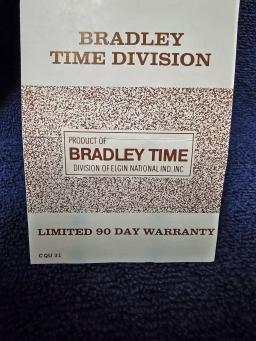 BRADLEY
TIME DIVISION
PRODUCT OF
BRADLEY TIME
DIVISION OF ELGIN NATIONAL IND, INC
LIMITED 90 DAY WARRANTY
CQU 31